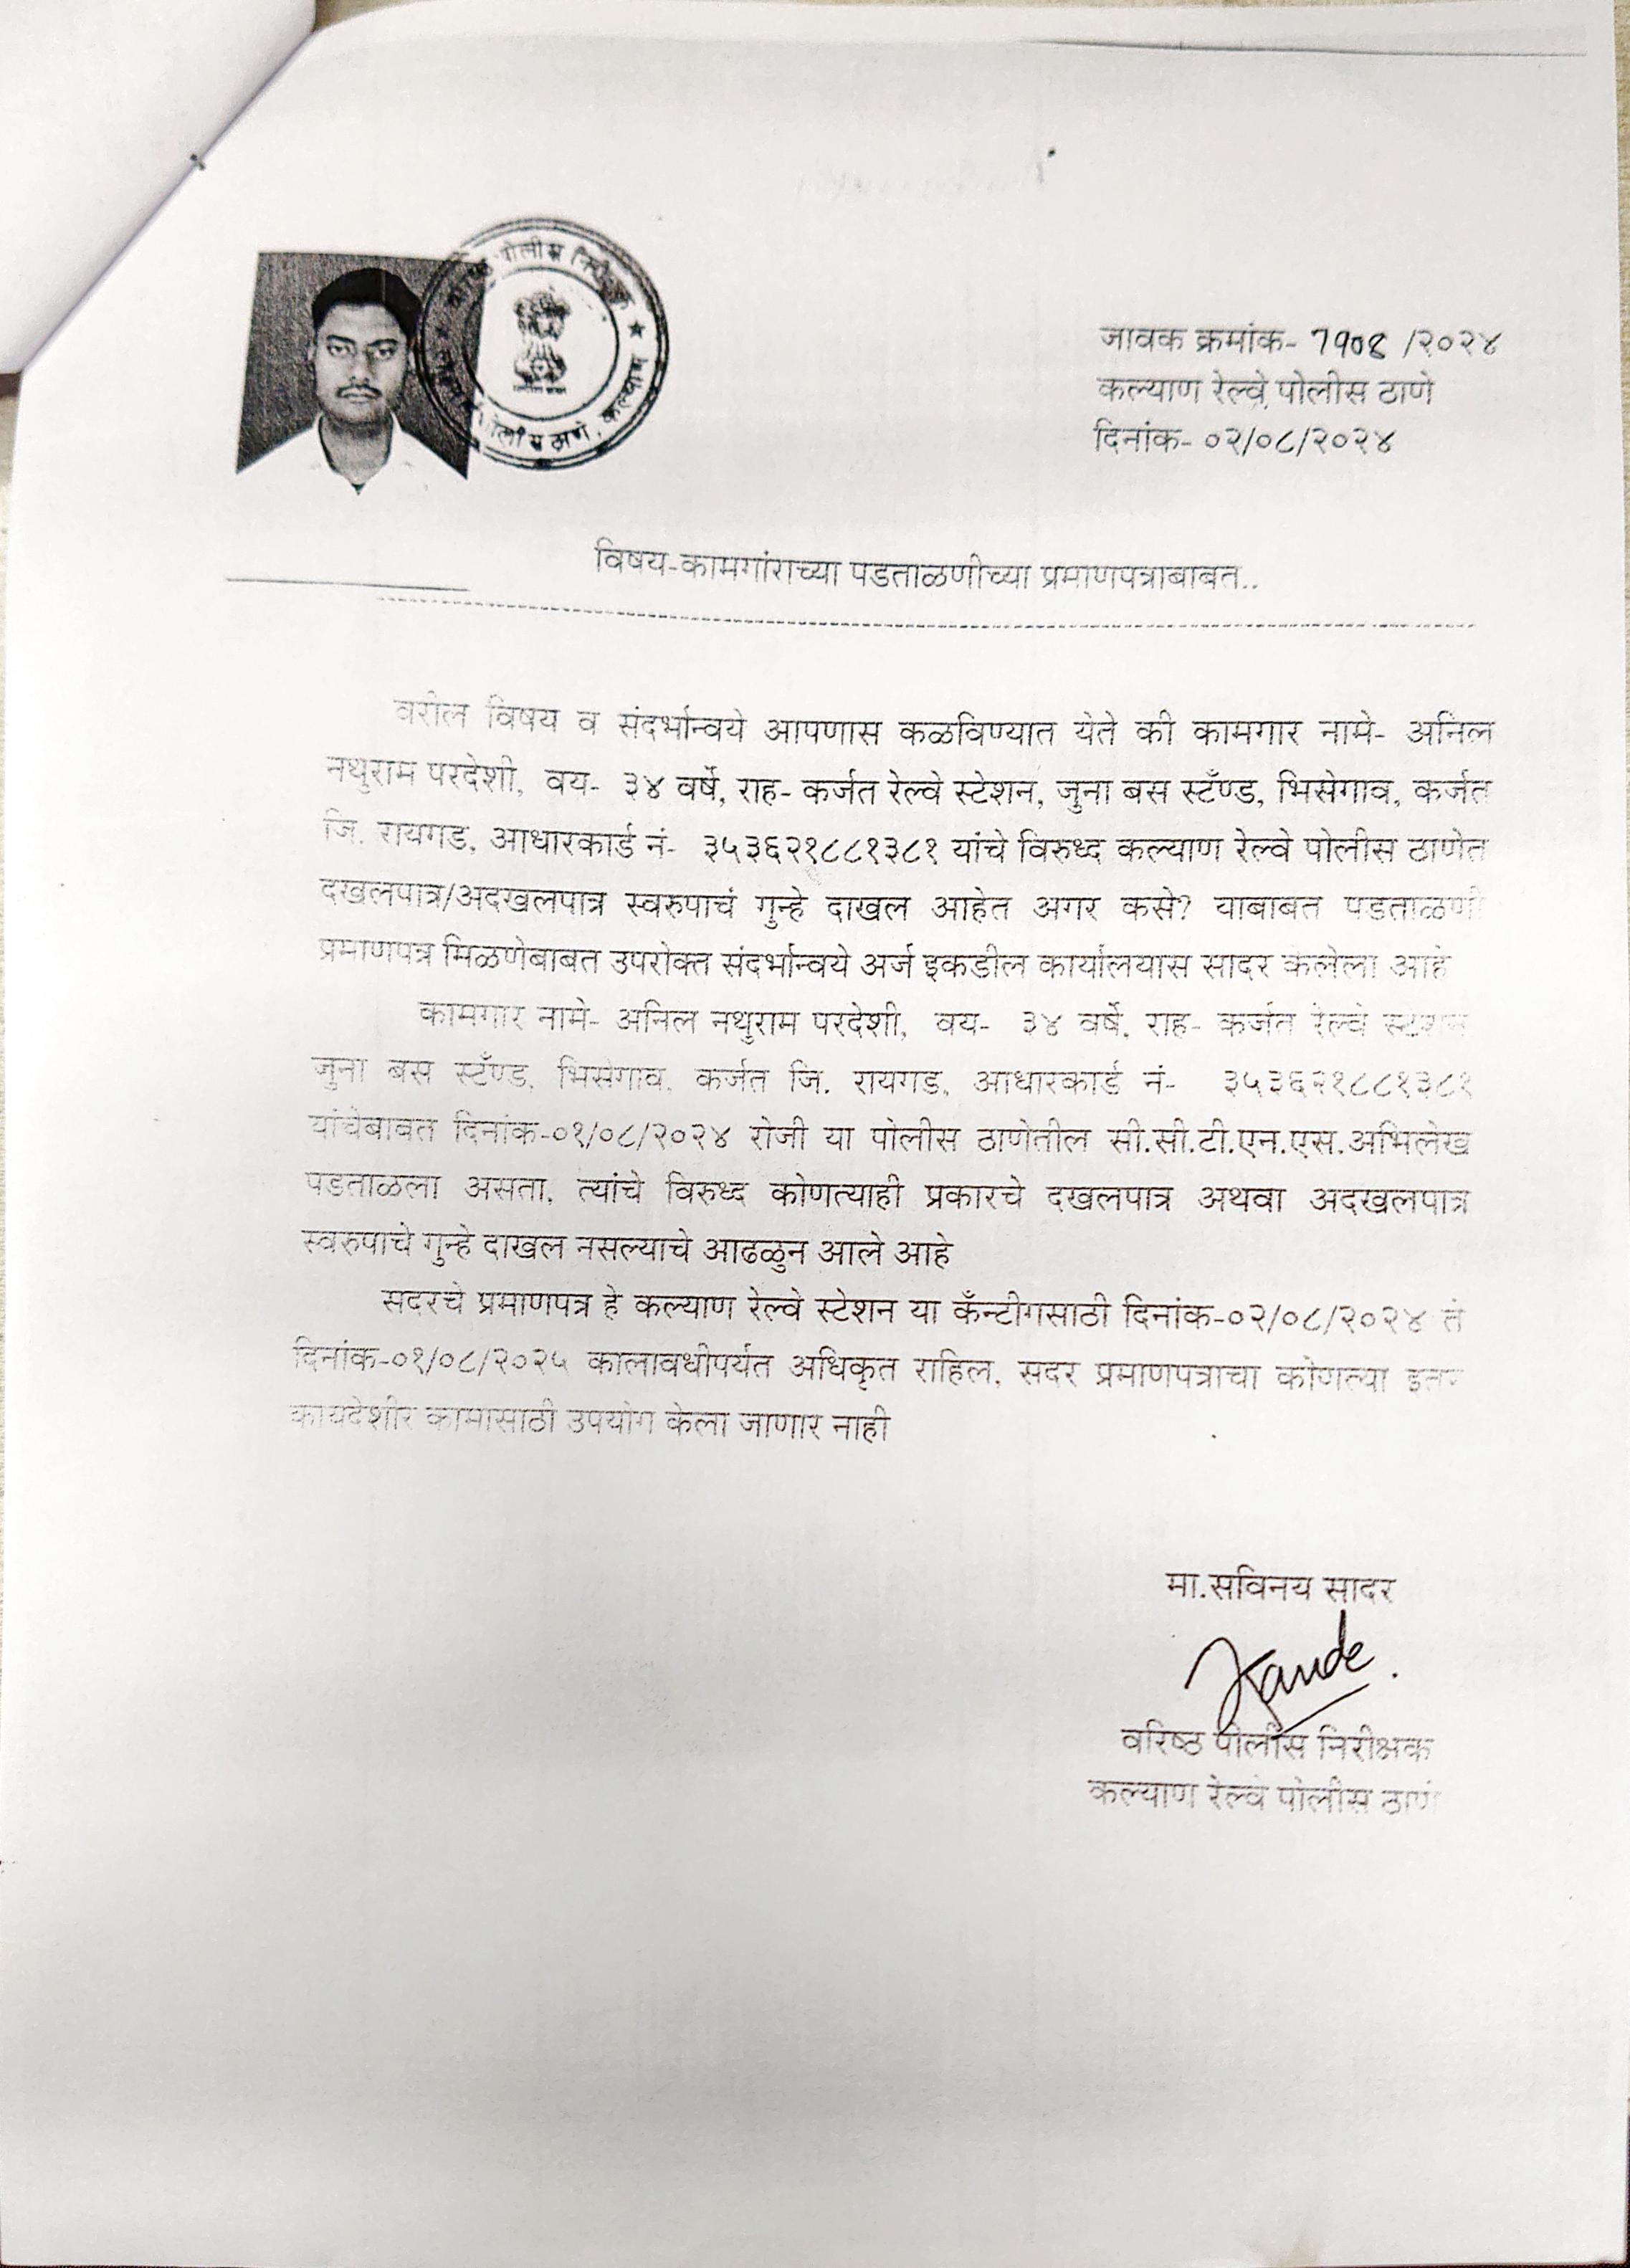 पोलीस निरीक्षक
पोलीस ठाणे, कल्याण
जावक क्रमांक- 7908 /२०२४
कल्याण रेल्वे पोलीस ठाणे
दिनांक- ०२/०८/२०२४
विषय-कामगांराच्या पडताळणीच्या प्रमाणपत्राबाबत..
वरील विषय व संदर्भान्वये आपणास कळविण्यात येते की कामगार नामे- अनिल
नथुराम परदेशी, वय- ३४ वर्षे, राह- कर्जत रेल्वे स्टेशन, जुना बस स्टॅण्ड, भिसेगाव, कर्जत
जि. रायगड, आधारकार्ड नं- ३५३६२१८८१३८१ यांचे विरुध्द कल्याण रेल्वे पोलीस ठाणेत
दखलपात्र/अदखलपात्र स्वरुपाचं गुन्हे दाखल आहेत अगर कसे? याबाबत पडताळणी
प्रमाणपत्र मिळणेबाबत उपरोक्त संदर्भान्वये अर्ज इकडील कार्यालयास सादर केलेला आहे
कामगार नामे- अनिल नथुराम परदेशी, वय- ३४ वर्षे, राह- कर्जत रेल्वे स्टेशन
जुना बस स्टॅण्ड, भिसेगाव, कर्जत जि. रायगड, आधारकार्ड नं- ३५३६२१८८१३८१
यांचेबाबत दिनांक-०१/०८/२०२४ रोजी या पोलीस ठाणेतील सी.सी.टी.एन.एस.अभिलेख
पडताळला असता, त्यांचे विरुध्द कोणत्याही प्रकारचे दखलपात्र अथवा अदखलपात्र
स्वरुपाचे गुन्हे दाखल नसल्याचे आढळुन आले आहे
सदरचे प्रमाणपत्र हे कल्याण रेल्वे स्टेशन या कॅंन्टीगसाठी दिनांक-०२/०८/२०२४ ते
दिनांक-०१/०८/२०२५ कालावधीपर्यंत अधिकृत राहिल, सदर प्रमाणपत्राचा कोणत्या इतर
कायदेशीर कामासाठी उपयोग केला जाणार नाही
मा.सविनय सादर
वरिष्ठ पोलीस निरीक्षक
कल्याण रेल्वे पोलीस ठाणे